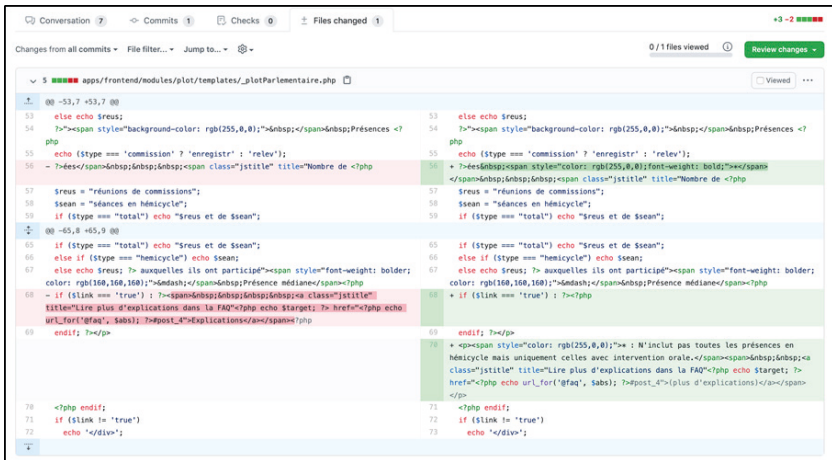 Conversation 7 Commits 1 Checks 0 Files changed 1 +3 −2
Changes from all commits File filter... Jump to... 0 / 1 files viewed Review changes
5 apps/frontend/modules/plot/templates/_plotParlementaire.php Viewed ...
@@ -53,7 +53,7 @@
53 else echo $reus;
54 ?>"><span style="background-color: rgb(255,0,0);">&nbsp;</span>&nbsp;Présences <?
php
55 echo ($type === 'commission' ? 'enregistr' : 'relev');
56 - ?>ées</span>&nbsp;&nbsp;&nbsp;<span class="jstitle" title="Nombre de <?php
57 $reus = "réunions de commissions";
58 $sean = "séances en hémicycle";
59 if ($type === "total") echo "$reus et de $sean";
53 else echo $reus;
54 ?>"><span style="background-color: rgb(255,0,0);">&nbsp;</span>&nbsp;Présences <?
php
55 echo ($type === 'commission' ? 'enregistr' : 'relev');
56 + ?>ées&nbsp;<span style="color: rgb(255,0,0);font-weight: bold;">*</span>
</span>&nbsp;&nbsp;&nbsp;<span class="jstitle" title="Nombre de <?php
57 $reus = "réunions de commissions";
58 $sean = "séances en hémicycle";
59 if ($type === "total") echo "$reus et de $sean";
@@ -65,8 +65,9 @@
65 if ($type === "total") echo "$reus et de $sean";
66 else if ($type === "hemicycle") echo $sean;
67 else echo $reus; ?> auxquelles ils ont participé"><span style="font-weight: bolder;
color: rgb(160,160,160);">&mdash;</span>&nbsp;Présence médiane</span><?php
68 - if ($link === 'true') : ?><span>&nbsp;&nbsp;&nbsp;&nbsp;<a class="jstitle"
title="Lire plus d'explications dans la FAQ"<?php echo $target; ?> href="<?php echo
url_for('@faq', $abs); ?>#post_4">Explications</a></span><?php
69 endif; ?></p>
70 <?php endif;
71 if ($link != 'true')
72 echo '</div>';
65 if ($type === "total") echo "$reus et de $sean";
66 else if ($type === "hemicycle") echo $sean;
67 else echo $reus; ?> auxquelles ils ont participé"><span style="font-weight: bolder;
color: rgb(160,160,160);">&mdash;</span>&nbsp;Présence médiane</span><?php
68 + if ($link === 'true') : ?><?php
69 endif; ?></p>
70 + <p><span style="color: rgb(255,0,0);">* : N'inclut pas toutes les présences en
hémicycle mais uniquement celles avec intervention orale.</span><span>&nbsp;&nbsp;<a
class="jstitle" title="Lire plus d'explications dans la FAQ"<?php echo $target; ?>
href="<?php echo url_for('@faq', $abs); ?>#post_4">(plus d'explications)</a></span>
</p>
71 <?php endif;
72 if ($link != 'true')
73 echo '</div>';